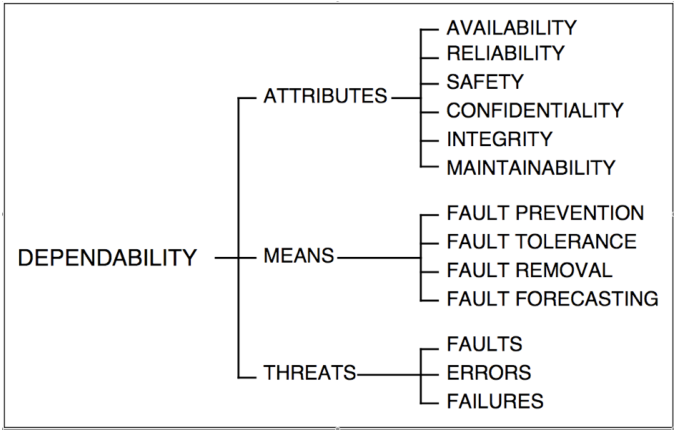 DEPENDABILITY
ATTRIBUTES
AVAILABILITY
RELIABILITY
SAFETY
CONFIDENTIALITY
INTEGRITY
MAINTAINABILITY
MEANS
FAULT PREVENTION
FAULT TOLERANCE
FAULT REMOVAL
FAULT FORECASTING
THREATS
FAULTS
ERRORS
FAILURES